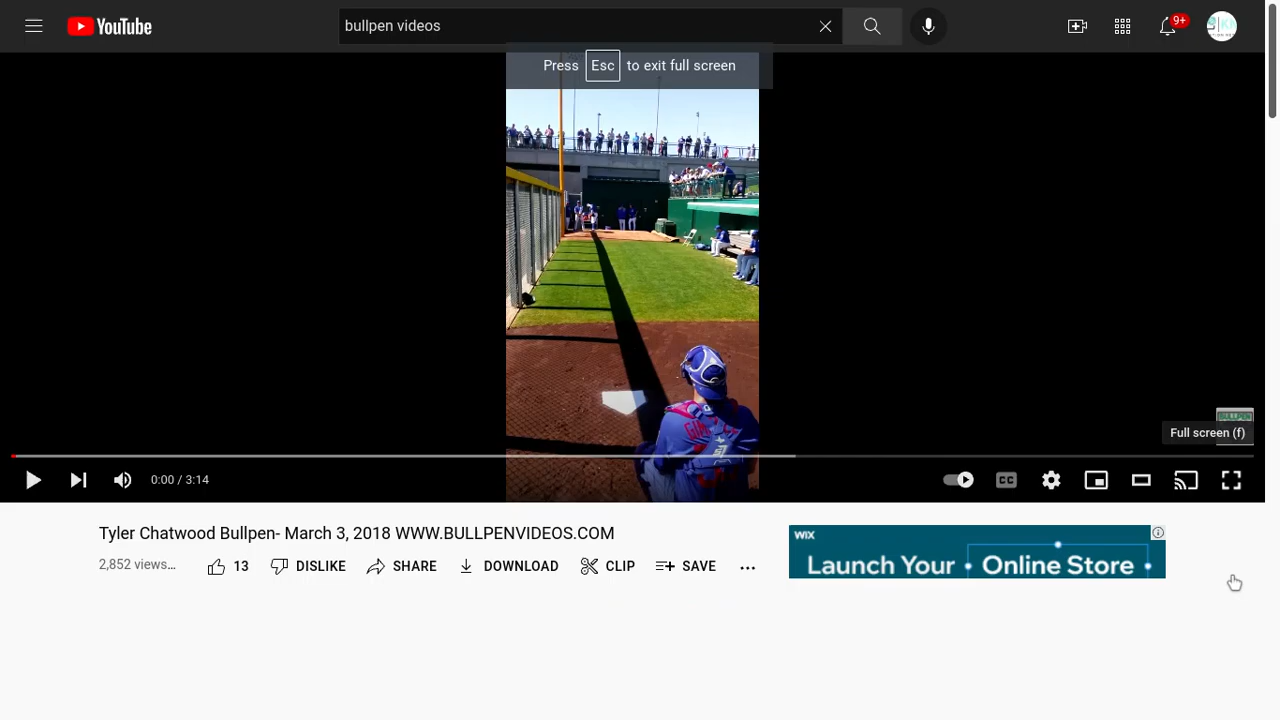 YouTube
bullpen videos
9+
Press Esc to exit full screen
BULLPEN
Full screen (f)
0:00 / 3:14
CC
Tyler Chatwood Bullpen- March 3, 2018 WWW.BULLPENVIDEOS.COM
2,852 views...
13
DISLIKE
SHARE
DOWNLOAD
CLIP
SAVE
WIX
Launch Your Online Store